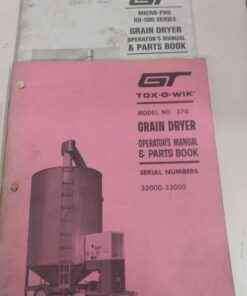 GT
MICRO-PRO
RD-500 SERIES
GRAIN DRYER
OPERATOR'S MANUAL
& PARTS BOOK
GT
TOX-O-WIK
MODEL NO. 570
GRAIN DRYER
OPERATOR'S MANUAL
& PARTS BOOK
SERIAL NUMBERS
32000-33000